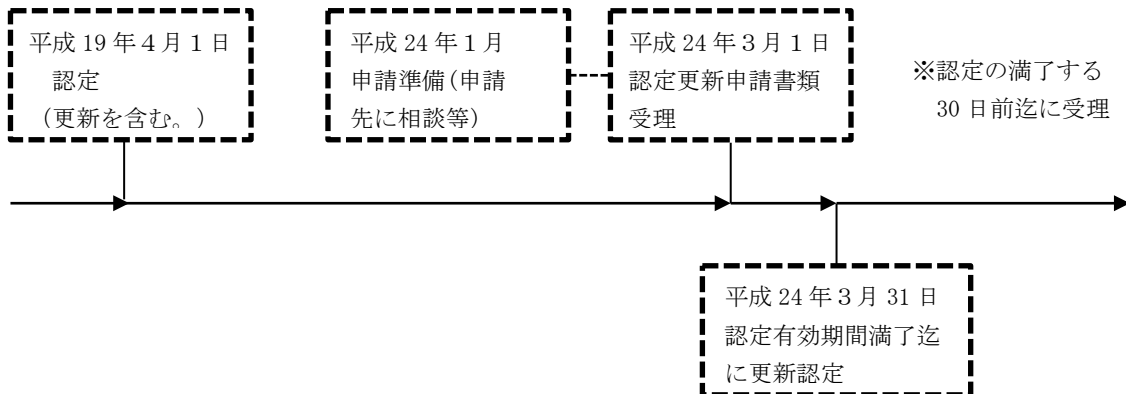 平成 19 年４月１日
認定
（更新を含む。）
平成 24 年１月
申請準備(申請
先に相談等)
平成 24 年３月１日
認定更新申請書類
受理
※認定の満了する
30 日前迄に受理
平成 24 年３月 31 日
認定有効期間満了迄
に更新認定